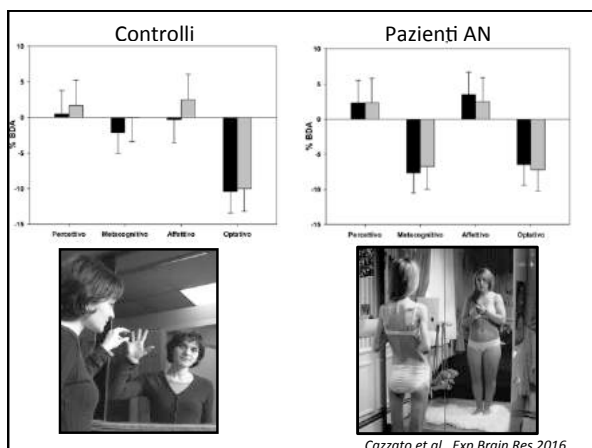 Controlli
Pazienti AN
% BDA
5
0
-5
-10
-15
Percettivo Metacognitivo Affettivo Optativo
% BDA
10
5
0
-5
-10
-15
Percettivo Metacognitivo Affettivo Optativo
Cazzato et al., Exp Brain Res 2016